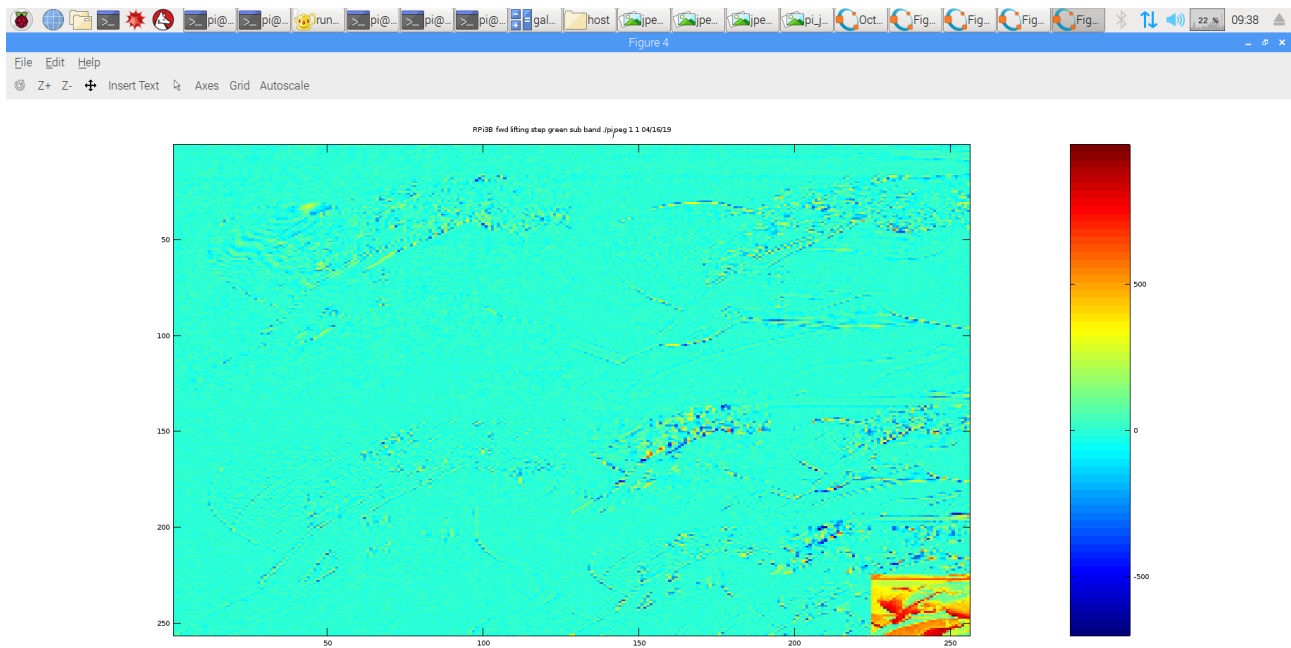 pi@... pi@... run... pi@... pi@... pi@... gal... host jpe... jpe... jpe... pi_j... Oct... Fig... Fig... Fig... Fig... 22 % 09:38
Figure 4
File Edit Help
Z+ Z- Insert Text Axes Grid Autoscale
RPi3B fwd lifting step green sub band ./pijpeg 1 1 04/16/19
50
100
150
200
250
50 100 150 200 250
500
0
-500